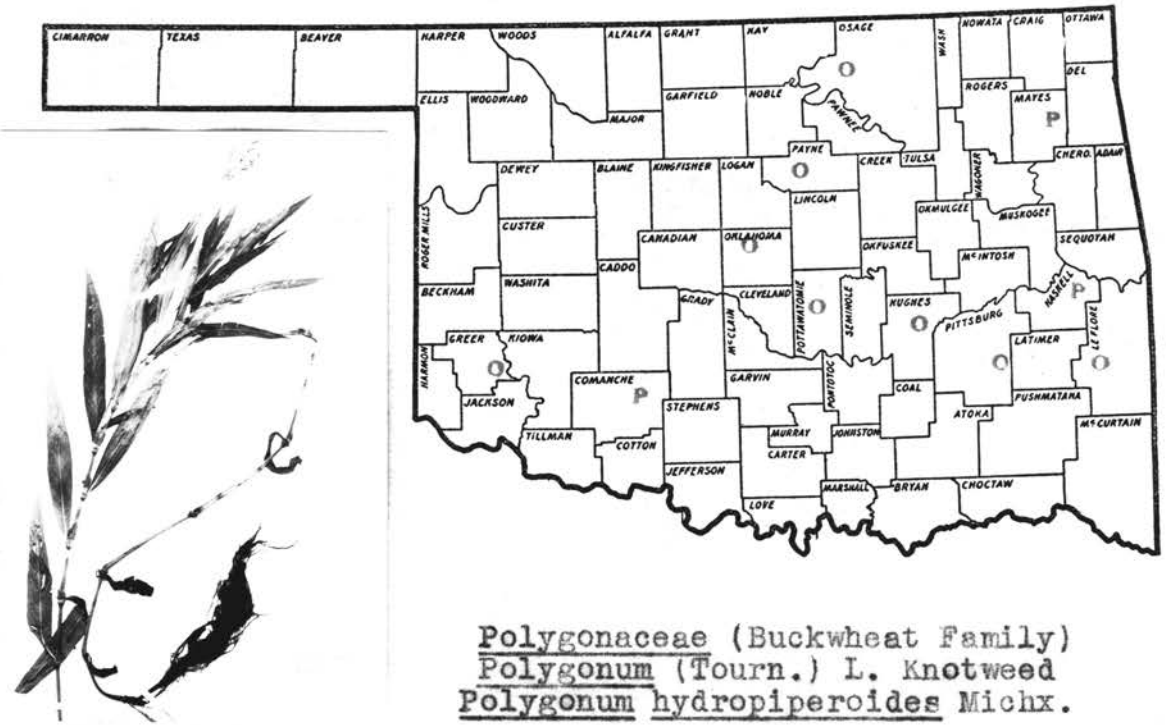 CIMARRON TEXAS BEAVER HARPER WOODS ALFALFA GRANT KAY OSAGE WASH NOWATA CRAIG OTTAWA
ELLIS WOODWARD GARFIELD NOBLE O ROGERS DEL
MAJOR PAWNEE MAYES P
DEWEY BLAINE KINGFISHER LOGAN PAYNE CREEK TULSA WAGONER CHERO. ADAIR
O
LINCOLN
ROGER MILLS CUSTER CANADIAN OKLAHOMA OKMULGEE MUSKOGEE
O OKFUSKEE SEQUOYAH
CADDO McINTOSH
BECKHAM WASHITA GRADY CLEVELAND POTTAWATOMIE O SEMINOLE HUGHES HASKELL P
McCLAIN O PITTSBURG LE FLORE
HARMON GREER KIOWA O LATIMER O
O COMANCHE P GARVIN PONTOTOC COAL PUSHMATAHA
JACKSON STEPHENS ATOKA McCURTAIN
TILLMAN COTTON MURRAY JOHNSTON
CARTER
JEFFERSON MARSHALL BRYAN CHOCTAW
LOVE
Polygonaceae (Buckwheat Family)
Polygonum (Tourn.) L. Knotweed
Polygonum hydropiperoides Michx.